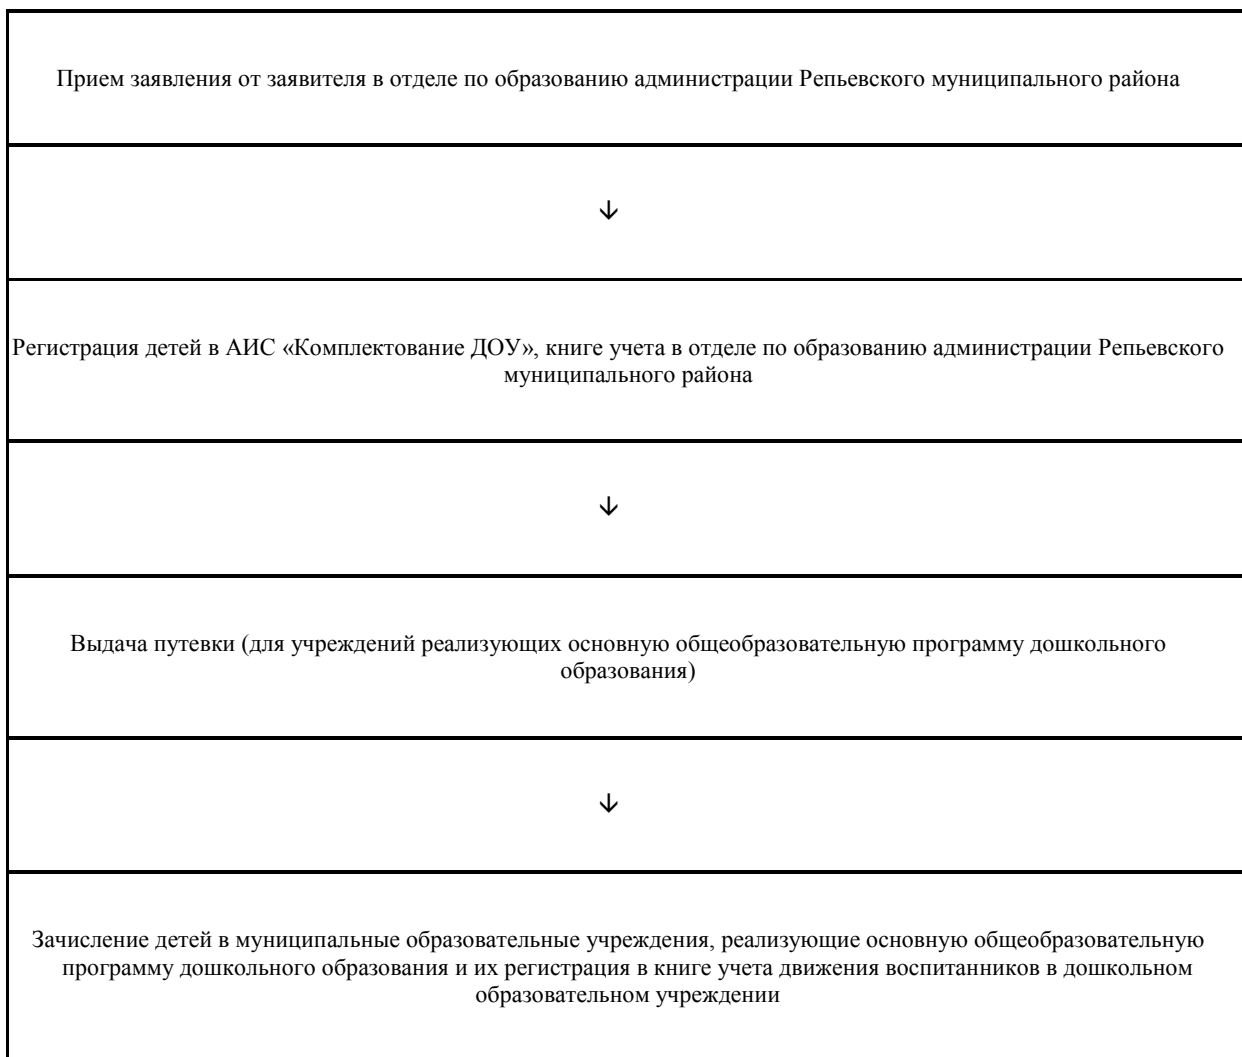 Прием заявления от заявителя в отделе по образованию администрации Репьевского муниципального района
↓
Регистрация детей в АИС «Комплектование ДОУ», книге учета в отделе по образованию администрации Репьевского
муниципального района
↓
Выдача путевки (для учреждений реализующих основную общеобразовательную программу дошкольного
образования)
↓
Зачисление детей в муниципальные образовательные учреждения, реализующие основную общеобразовательную
программу дошкольного образования и их регистрация в книге учета движения воспитанников в дошкольном
образовательном учреждении